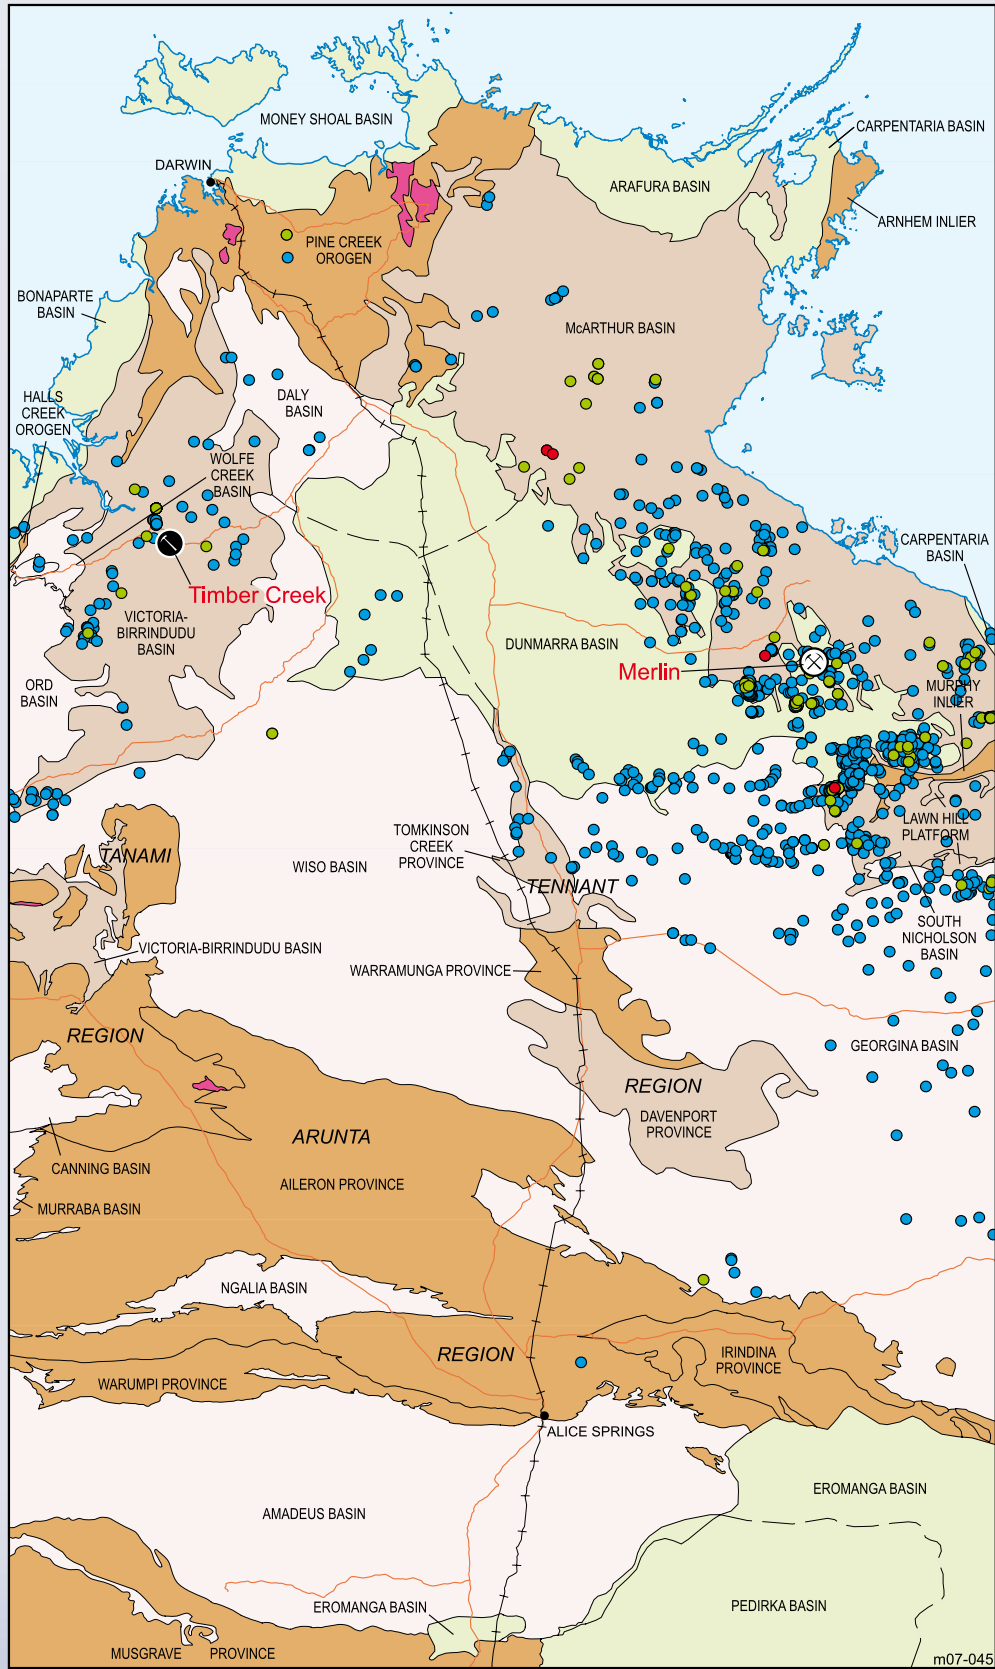 MONEY SHOAL BASIN
CARPENTARIA BASIN
DARWIN
ARAFURA BASIN
ARNHEM INLIER
PINE CREEK
OROGEN
BONAPARTE
BASIN
McARTHUR BASIN
HALLS
CREEK
OROGEN
DALY
BASIN
WOLFE
CREEK
BASIN
CARPENTARIA
BASIN
Timber Creek
VICTORIA-
BIRRINDUDU
BASIN
DUNMARRA BASIN
Merlin
ORD
BASIN
MURPHY
INLIER
LAWN HILL
PLATFORM
TOMKINSON
CREEK
PROVINCE
TANAMI
WISO BASIN
TENNANT
SOUTH
NICHOLSON
BASIN
VICTORIA-BIRRINDUDU BASIN
WARRAMUNGA PROVINCE
REGION
GEORGINA BASIN
REGION
DAVENPORT
PROVINCE
ARUNTA
CANNING BASIN
AILERON PROVINCE
MURRABA BASIN
NGALIA BASIN
REGION
IRINDINA
PROVINCE
WARUMPI PROVINCE
ALICE SPRINGS
EROMANGA BASIN
AMADEUS BASIN
EROMANGA BASIN
PEDIRKA BASIN
MUSGRAVE PROVINCE
m07-045